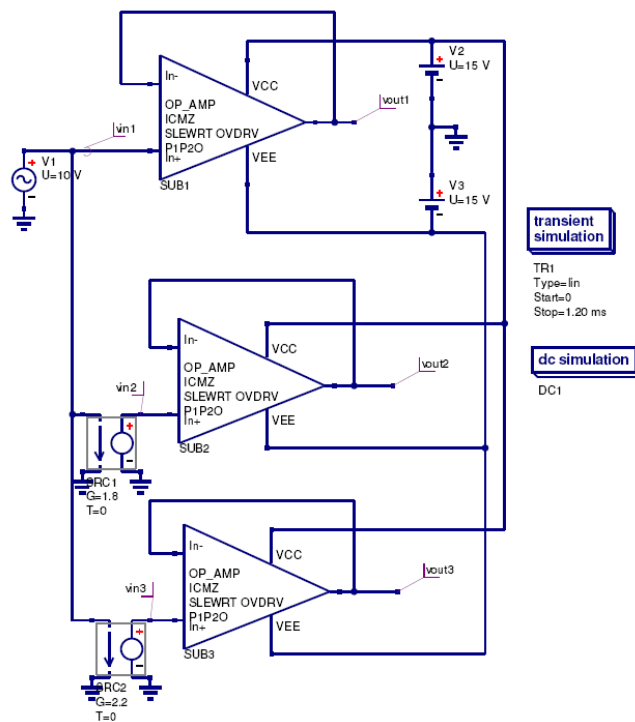 V2
U=15 V
In-
VCC
OP_AMP
ICMZ
SLEWRT OVDRV
P1P2O
In+
VEE
SUB1
vin1
vout1
V1
U=10 V
V3
U=15 V
transient
simulation
TR1
Type=lin
Start=0
Stop=1.20 ms
dc simulation
DC1
In-
VCC
OP_AMP
ICMZ
SLEWRT OVDRV
P1P2O
In+
VEE
SUB2
vin2
vout2
SRC1
G=1.8
T=0
In-
VCC
OP_AMP
ICMZ
SLEWRT OVDRV
P1P2O
In+
VEE
SUB3
vin3
vout3
SRC2
G=2.2
T=0